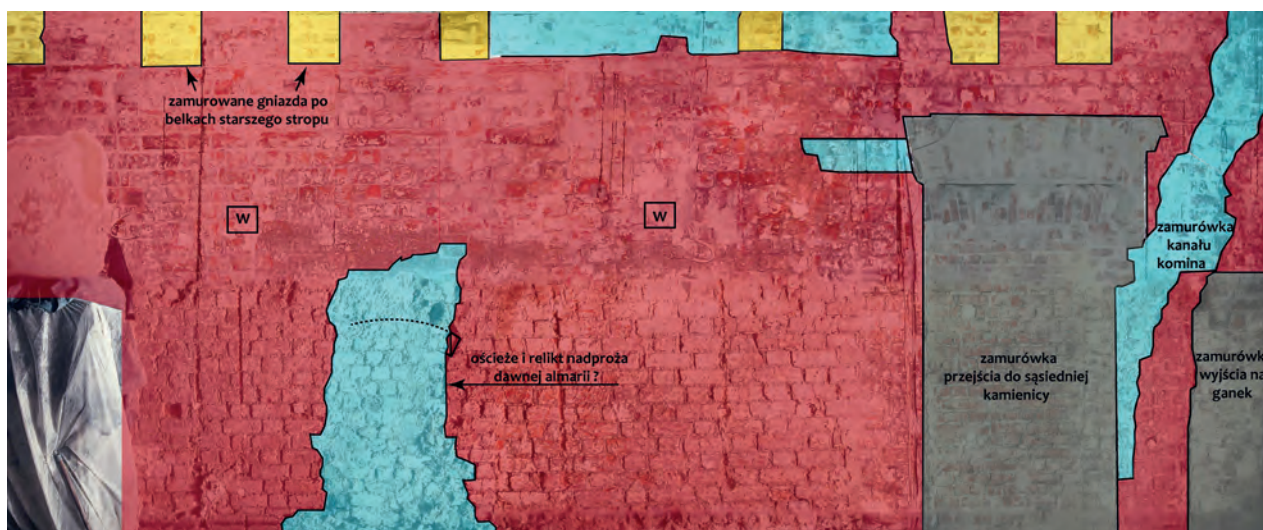 zamurowane gniazda po
belkach starszego stropu
W
W
zamurówka
kanału
komina
ościeże i relikt nadproża
dawnej almarii ?
zamurówka
przejścia do sąsiedniej
kamienicy
zamurówk
wyjścia na
ganek